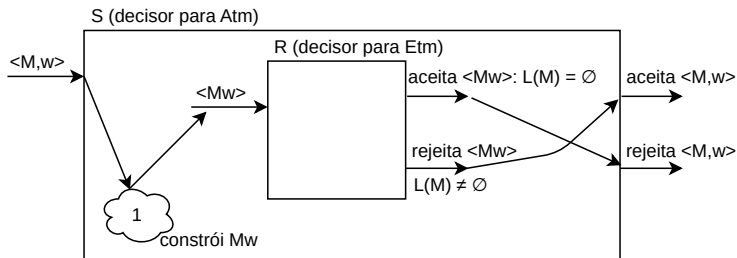 S (decisor para Atm)
R (decisor para Etm)
<M,w>
<Mw>
aceita <Mw>: L(M) = ∅
aceita <M,w>
rejeita <Mw>
rejeita <M,w>
L(M) ≠ ∅
1
constrói Mw